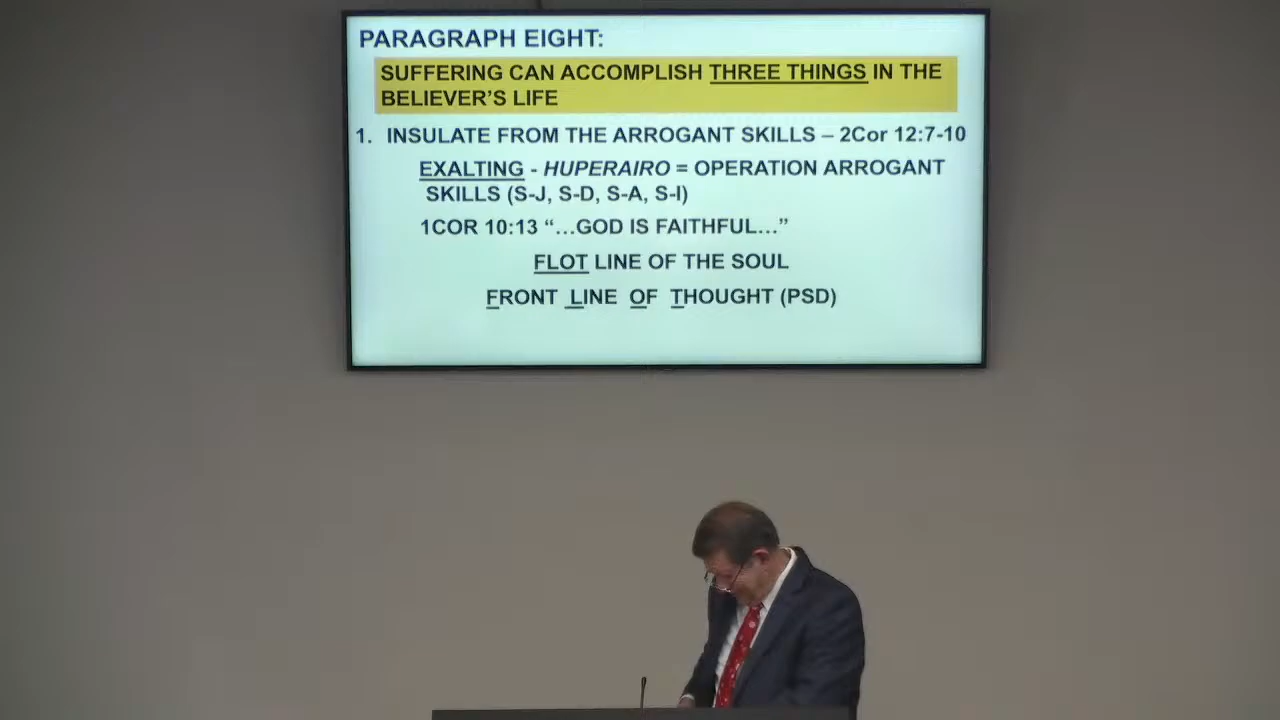 PARAGRAPH EIGHT:
SUFFERING CAN ACCOMPLISH THREE THINGS IN THE
BELIEVER'S LIFE
1. INSULATE FROM THE ARROGANT SKILLS – 2Cor 12:7-10
EXALTING - HUPERAIRO = OPERATION ARROGANT
SKILLS (S-J, S-D, S-A, S-I)
1COR 10:13 “…GOD IS FAITHFUL…”
FLOT LINE OF THE SOUL
FRONT LINE OF THOUGHT (PSD)